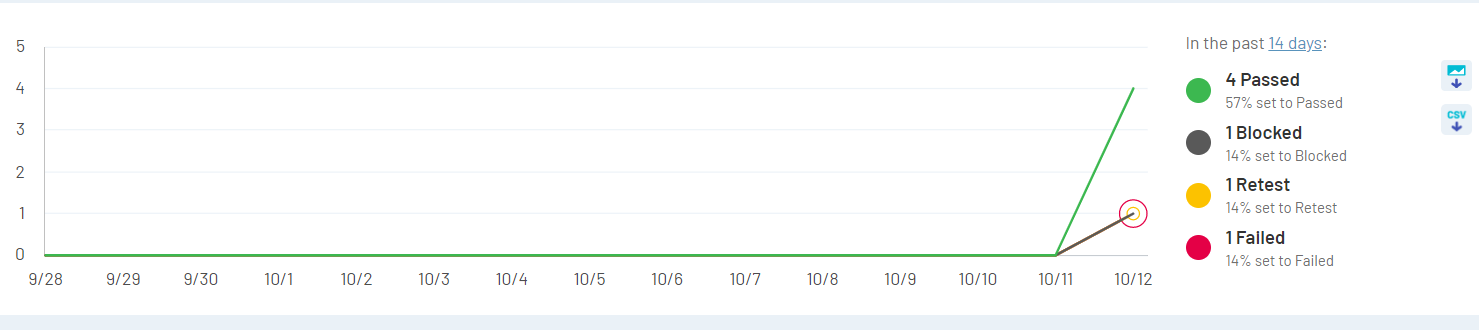 5
4
3
2
1
0
9/28 9/29 9/30 10/1 10/2 10/3 10/4 10/5 10/6 10/7 10/8 10/9 10/10 10/11 10/12
In the past 14 days:
4 Passed
57% set to Passed
1 Blocked
14% set to Blocked
1 Retest
14% set to Retest
1 Failed
14% set to Failed
CSV